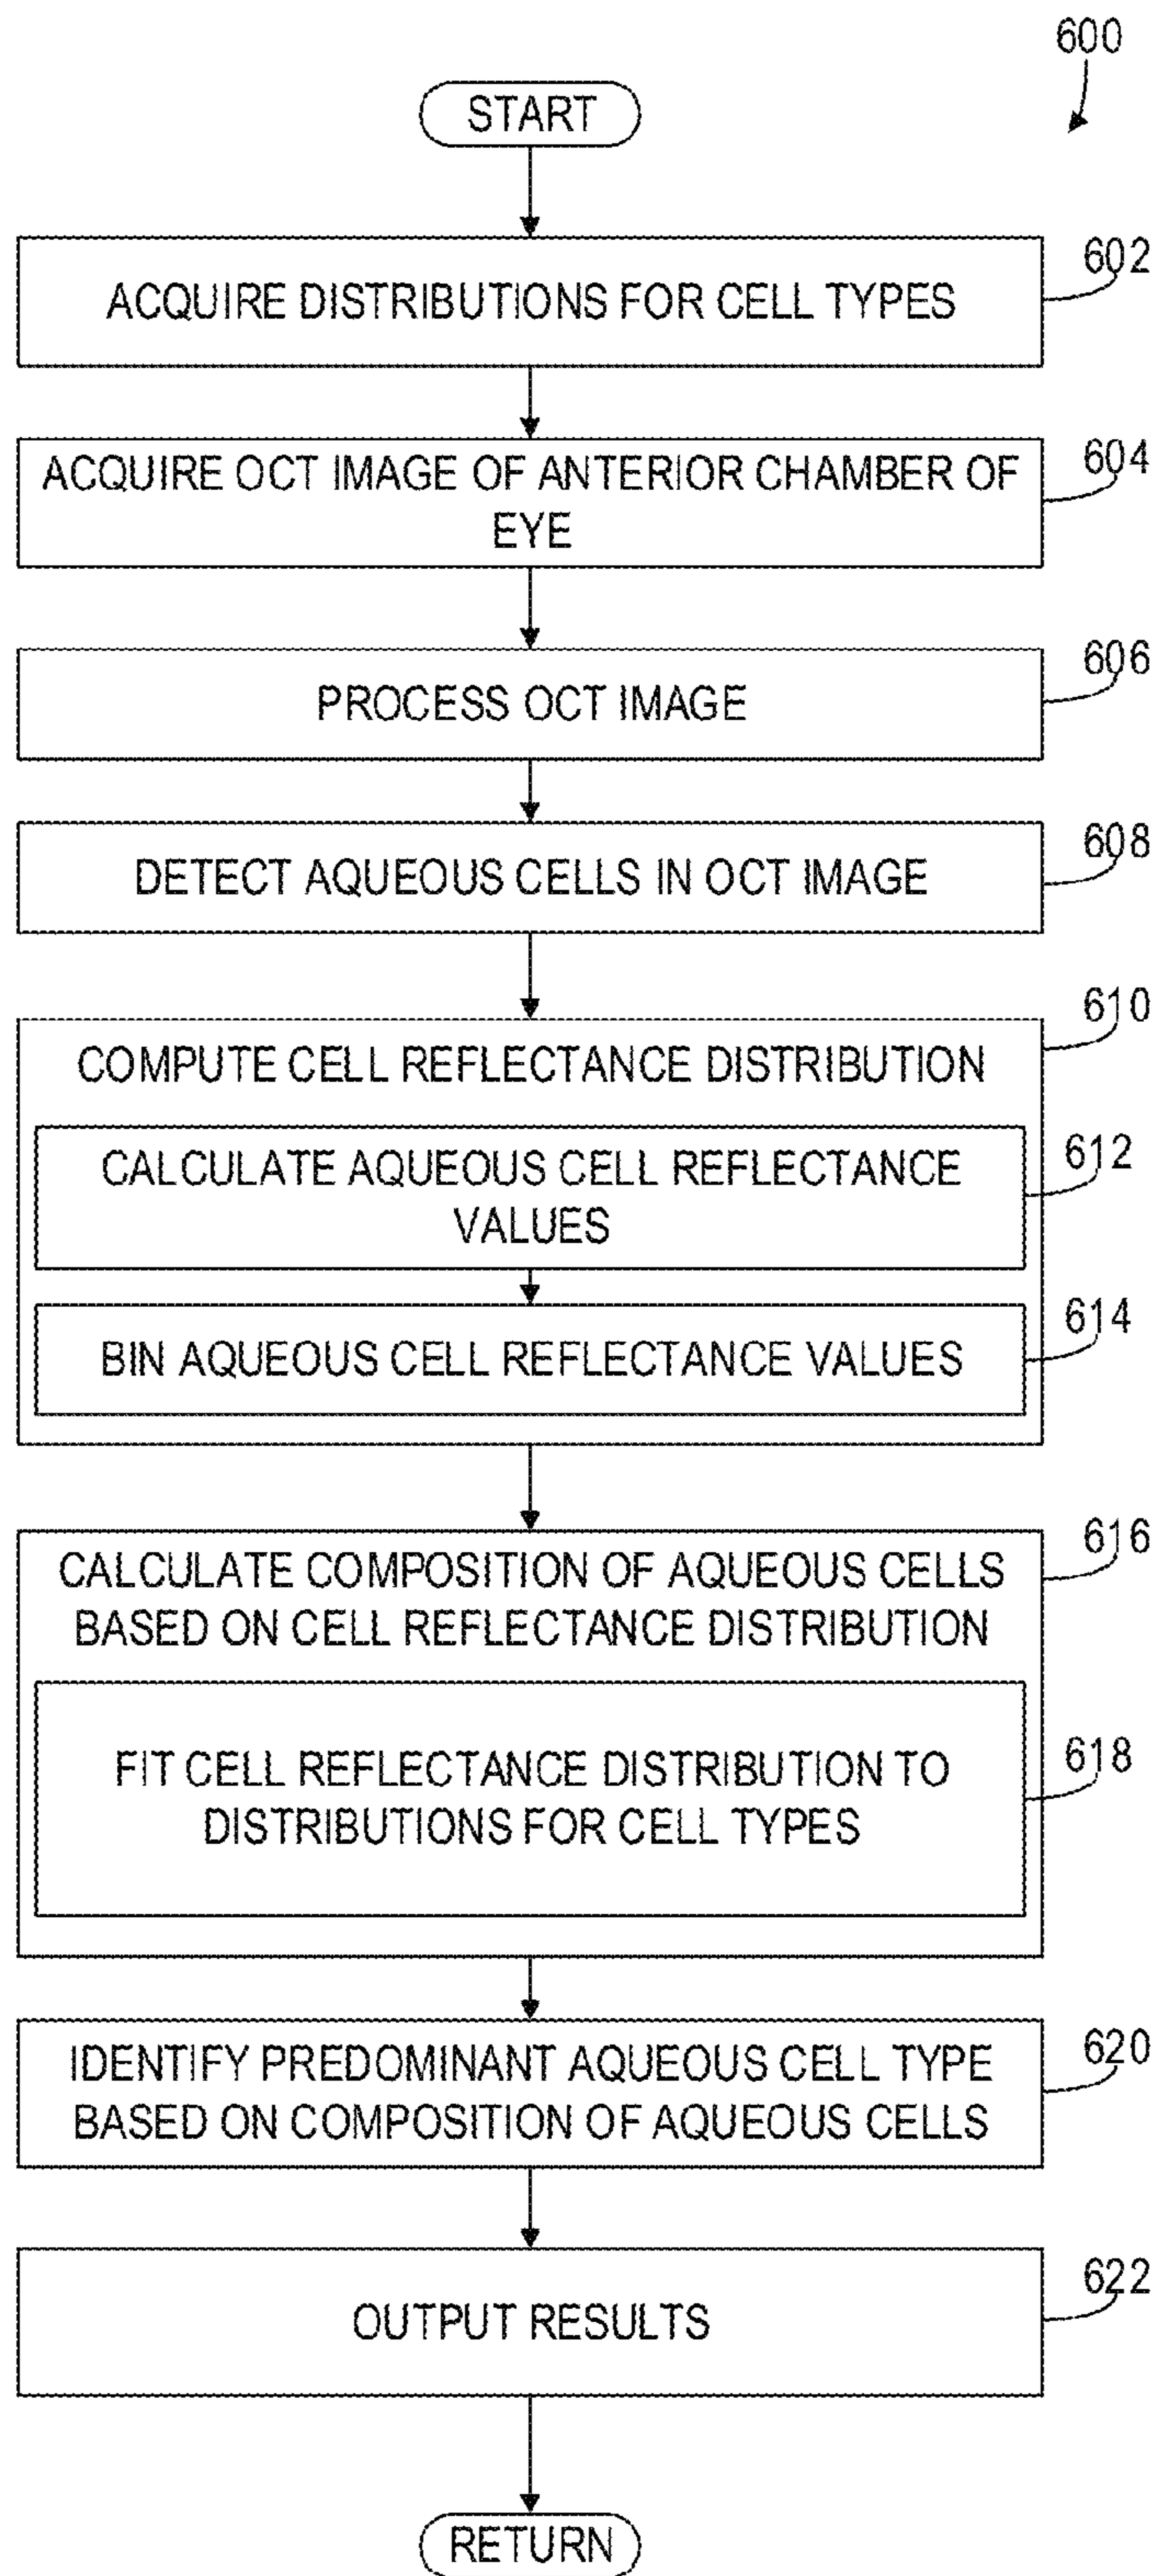 600
START
602
ACQUIRE DISTRIBUTIONS FOR CELL TYPES
604
ACQUIRE OCT IMAGE OF ANTERIOR CHAMBER OF
EYE
606
PROCESS OCT IMAGE
608
DETECT AQUEOUS CELLS IN OCT IMAGE
610
COMPUTE CELL REFLECTANCE DISTRIBUTION
612
CALCULATE AQUEOUS CELL REFLECTANCE
VALUES
614
BIN AQUEOUS CELL REFLECTANCE VALUES
616
CALCULATE COMPOSITION OF AQUEOUS CELLS
BASED ON CELL REFLECTANCE DISTRIBUTION
618
FIT CELL REFLECTANCE DISTRIBUTION TO
DISTRIBUTIONS FOR CELL TYPES
620
IDENTIFY PREDOMINANT AQUEOUS CELL TYPE
BASED ON COMPOSITION OF AQUEOUS CELLS
622
OUTPUT RESULTS
RETURN